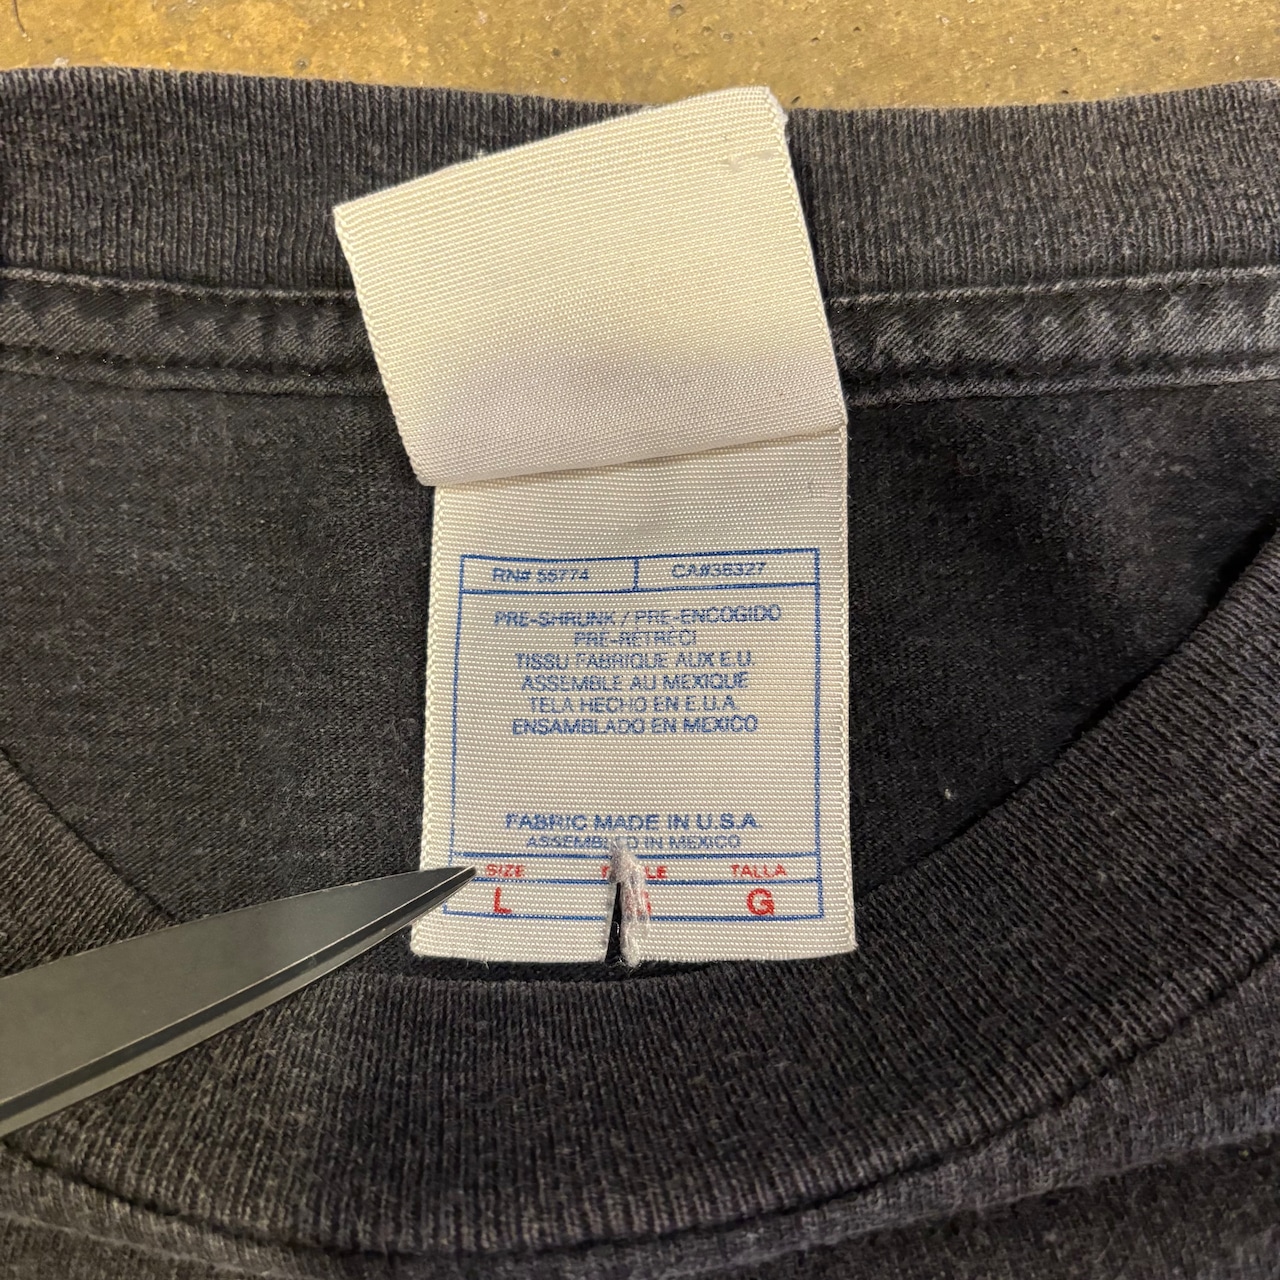 RN# 55774 CA#38327
PRE-SHRUNK / PRE-ENCOGIDO
PRE-RETRECI
TISSU FABRIQUE AUX E.U.
ASSEMBLE AU MEXIQUE
TELA HECHO EN E.U.A.
ENSAMBLADO EN MEXICO
FABRIC MADE IN U.S.A.
ASSEMBLED IN MEXICO
SIZE TALLA
L G